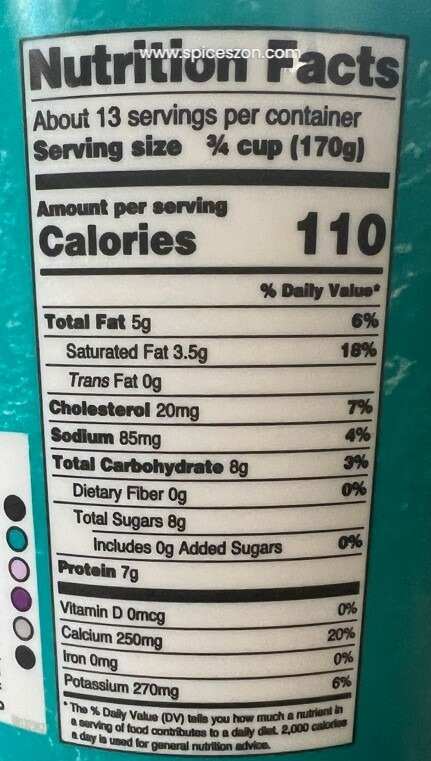 www.spiceszon.com
Nutrition Facts
About 13 servings per container
Serving size ¾ cup (170g)
Amount per serving
Calories 110
% Daily Value*
Total Fat 5g 6%
Saturated Fat 3.5g 18%
Trans Fat 0g
Cholesterol 20mg 7%
Sodium 85mg 4%
Total Carbohydrate 8g 3%
Dietary Fiber 0g 0%
Total Sugars 8g
Includes 0g Added Sugars 0%
Protein 7g
Vitamin D 0mcg 0%
Calcium 250mg 20%
Iron 0mg 0%
Potassium 270mg 6%
*The % Daily Value (DV) tells you how much a nutrient in
a serving of food contributes to a daily diet. 2,000 calories
a day is used for general nutrition advice.